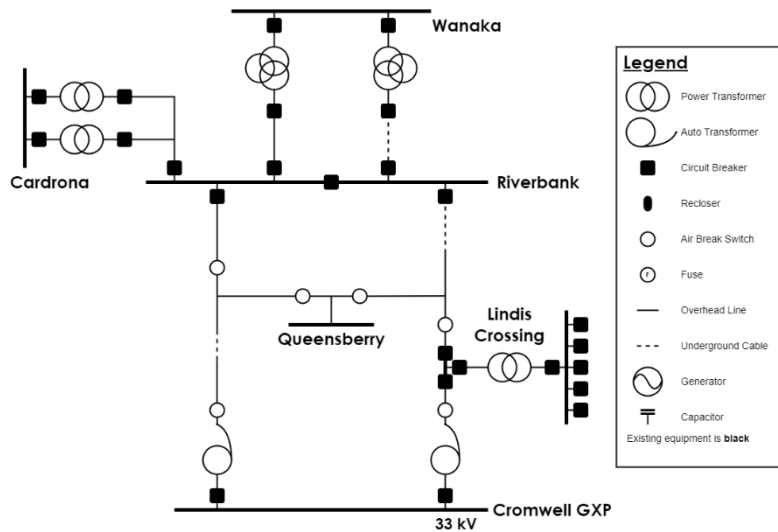 Wanaka
Cardrona
Riverbank
Queensberry
Lindis
Crossing
Cromwell GXP
33 kV
Legend
Power Transformer
Auto Transformer
Circuit Breaker
Recloser
Air Break Switch
F
Fuse
Overhead Line
Underground Cable
Generator
Capacitor
Existing equipment is black